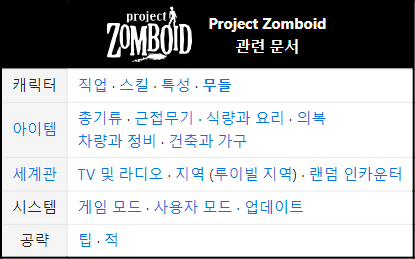 project
ZOMBOID
Project Zomboid
관련 문서
캐릭터
직업 · 스킬 · 특성 · 무들
아이템
총기류 · 근접무기 · 식량과 요리 · 의복
차량과 정비 · 건축과 가구
세계관
TV 및 라디오 · 지역 (루이빌 지역) · 랜덤 인카운터
시스템
게임 모드 · 사용자 모드 · 업데이트
공략
팁 · 적